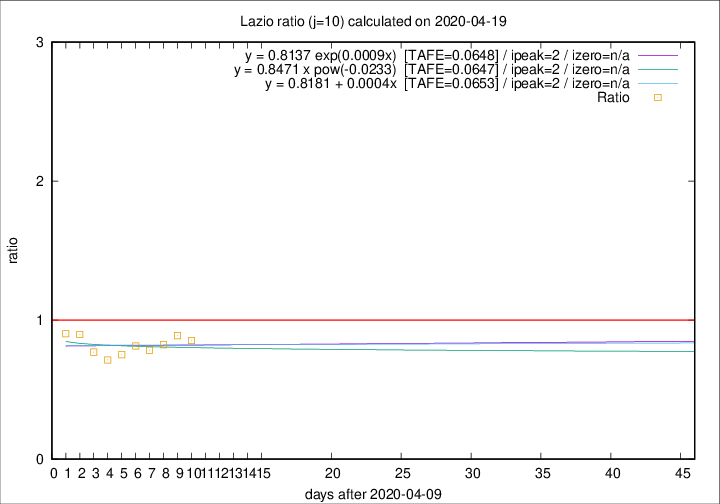 Lazio ratio (j=10) calculated on 2020-04-19
y = 0.8137 exp(0.0009x) [TAFE=0.0648] / ipeak=2 / izero=n/a
y = 0.8471 x pow(-0.0233) [TAFE=0.0647] / ipeak=2 / izero=n/a
y = 0.8181 + 0.0004x [TAFE=0.0653] / ipeak=2 / izero=n/a
Ratio
3
2
1
0
ratio
0 1 2 3 4 5 6 7 8 9 10 11 12 13 14 15 20 25 30 35 40 45
days after 2020-04-09